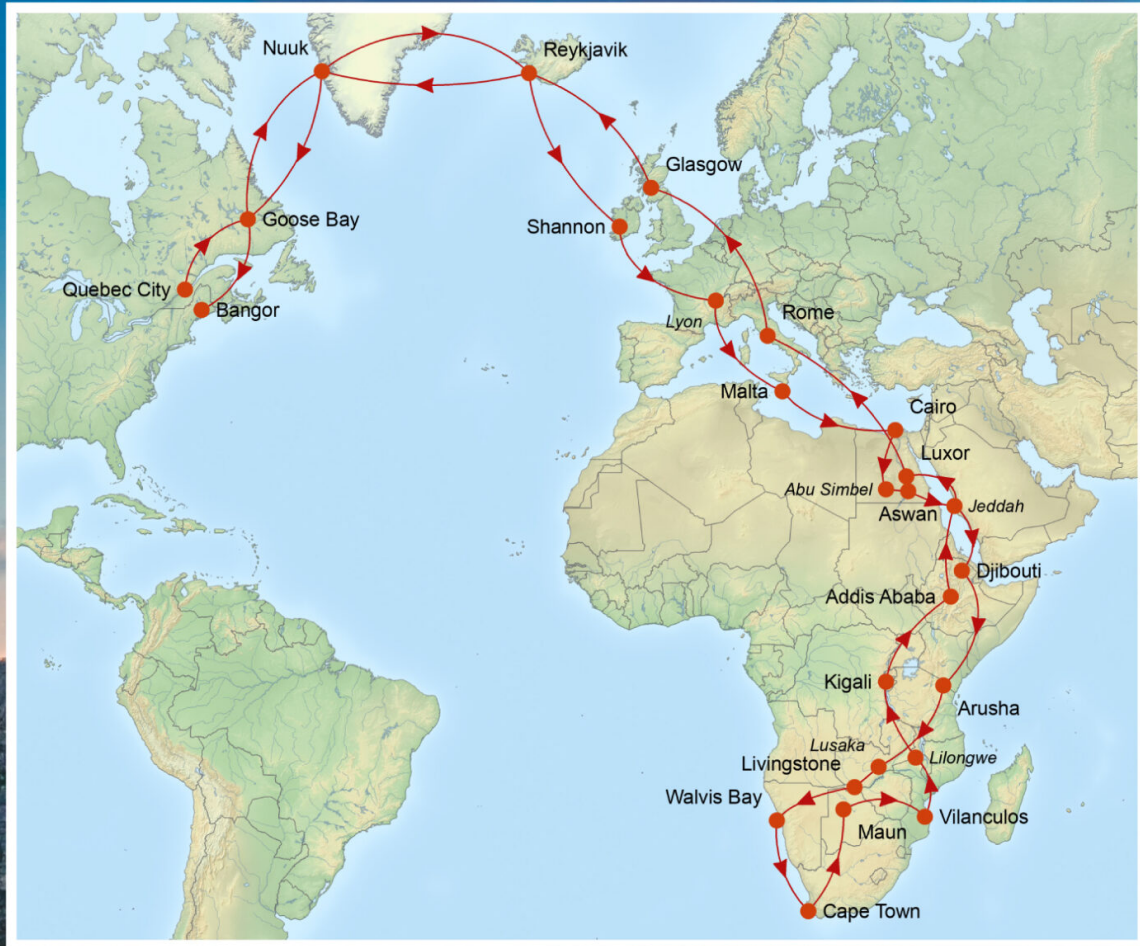 Nuuk
Reykjavik
Glasgow
Goose Bay
Shannon
Quebec City
Bangor
Lyon
Rome
Malta
Cairo
Luxor
Abu Simbel
Aswan
Jeddah
Djibouti
Addis Ababa
Kigali
Arusha
Lusaka
Livingstone
Lilongwe
Walvis Bay
Vilanculos
Maun
Cape Town